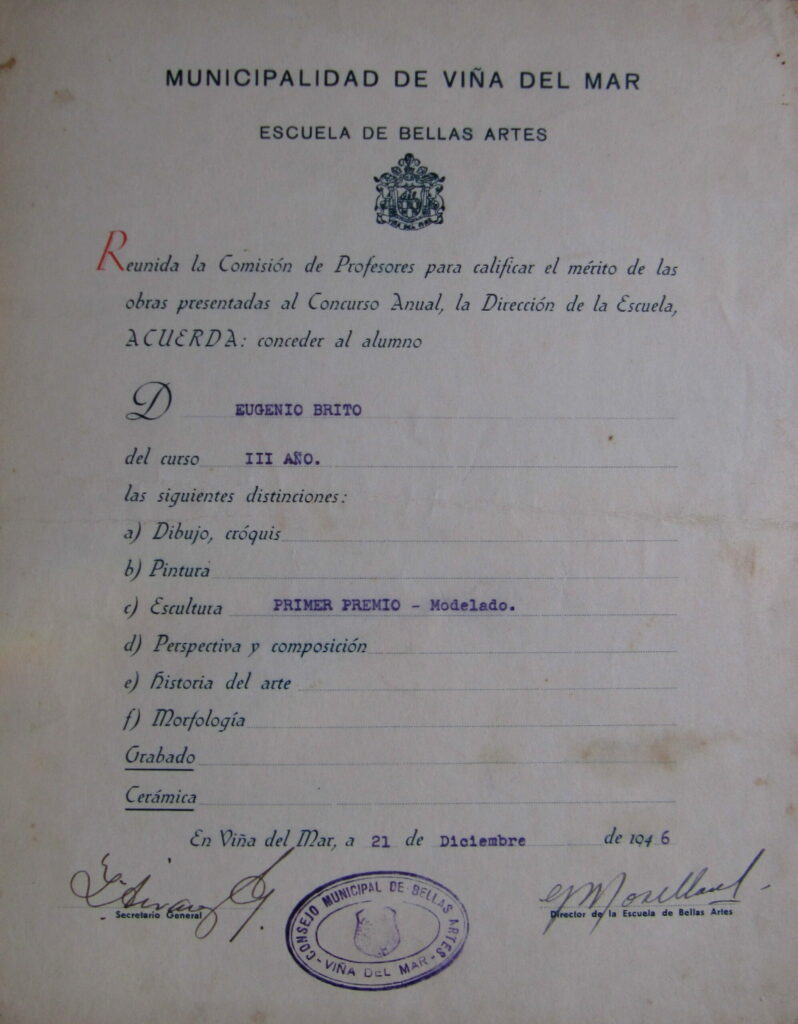 MUNICIPALIDAD DE VIÑA DEL MAR
ESCUELA DE BELLAS ARTES
VIÑA DEL MAR
Reunida la Comisión de Profesores para calificar el mérito de las
obras presentadas al Concurso Anual, la Dirección de la Escuela,
ACUERDA: conceder al alumno
D EUGENIO BRITO
del curso III AÑO.
las siguientes distinciones:
a) Dibujo, cróquis
b) Pintura
c) Escultura PRIMER PREMIO - Modelado.
d) Perspectiva y composición
e) Historia del arte
f) Morfología
Grabado
Cerámica
En Viña del Mar, a 21 de Diciembre de 1946
Secretario General
Director de la Escuela de Bellas Artes
CONSEJO MUNICIPAL DE BELLAS ARTES
- VIÑA DEL MAR -